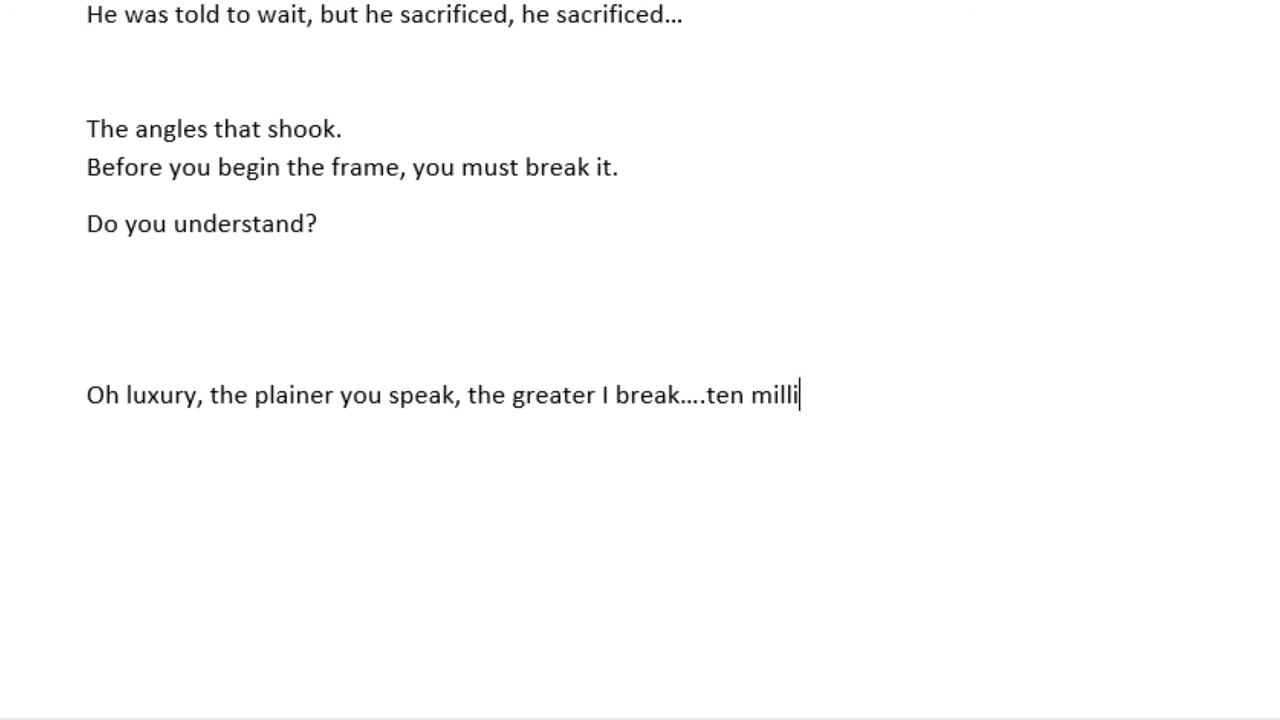 He was told to wait, but he sacrificed, he sacrificed...
The angles that shook.
Before you begin the frame, you must break it.
Do you understand?
Oh luxury, the plainer you speak, the greater I break....ten milli